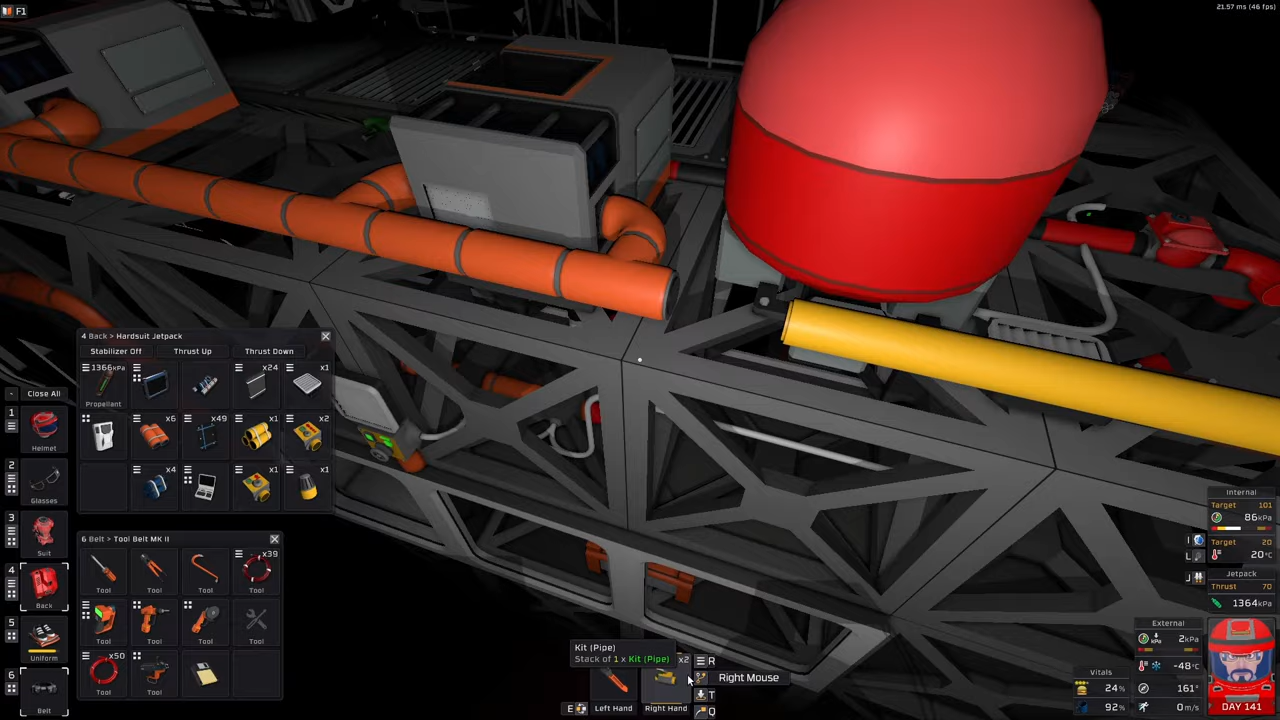 F1
21.57 ms (46 fps)
4 Back > Hardsuit Jetpack
Stabilizer Off
Thrust Up
Thrust Down
1366kPa
x24
x1
Propellant
x6
x49
x1
x2
x4
x1
x1
Close All
1
Helmet
2
Glasses
3
Suit
4
Back
5
Uniform
6
Belt
6 Belt > Tool Belt MK II
x39
Tool
Tool
Tool
Tool
Tool
Tool
Tool
Tool
x50
Tool
Tool
Tool
Kit (Pipe)
Stack of 1 x Kit (Pipe)
x2
R
Right Mouse
T
Q
E
Left Hand
Right Hand
Internal
Target 101
86kPa
Target 20
20°C
I
L
J
Jetpack
Thrust 70
1364kPa
External
2kPa
-48°C
161°
0m/s
Vitals
24%
92%
DAY 141